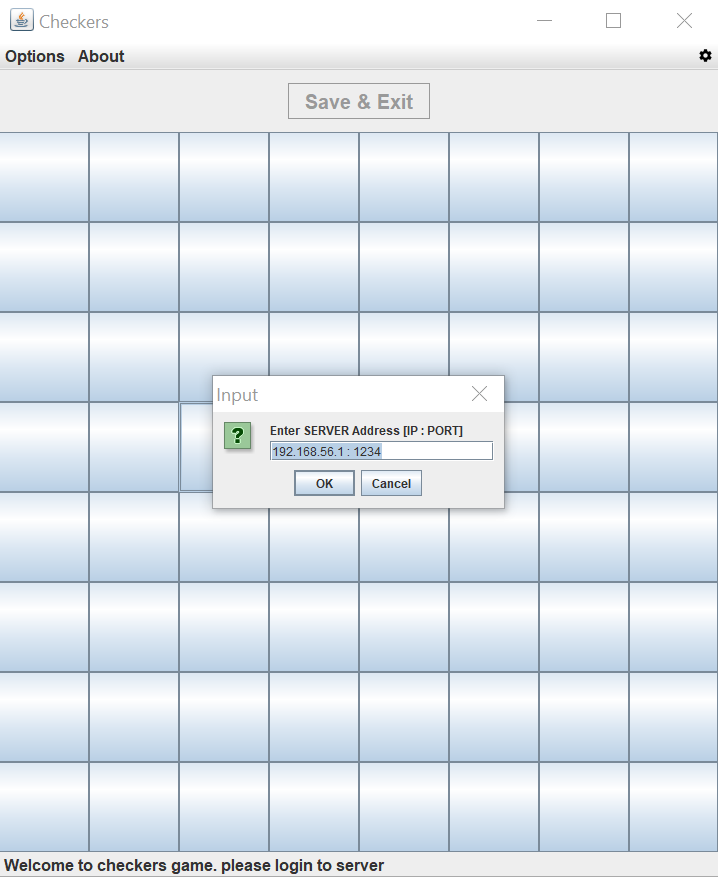 Checkers
Options About
Save & Exit
Input
Enter SERVER Address [IP : PORT]
?
192.168.56.1 : 1234
OK Cancel
Welcome to checkers game. please login to server